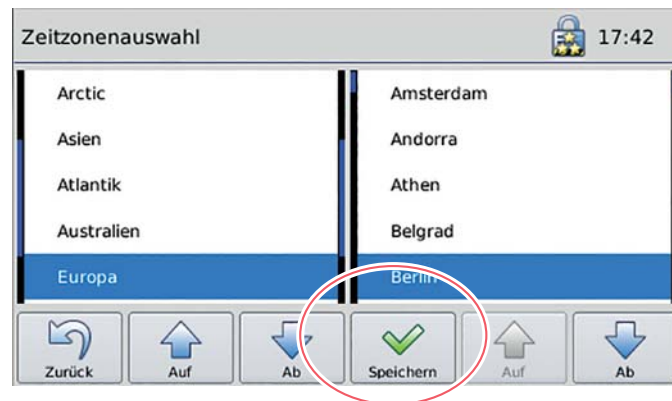 Zeitzonenauswahl
17:42
Arctic
Asien
Atlantik
Australien
Europa
Amsterdam
Andorra
Athen
Belgrad
Berlin
Zurück
Auf
Ab
Speichern
Auf
Ab